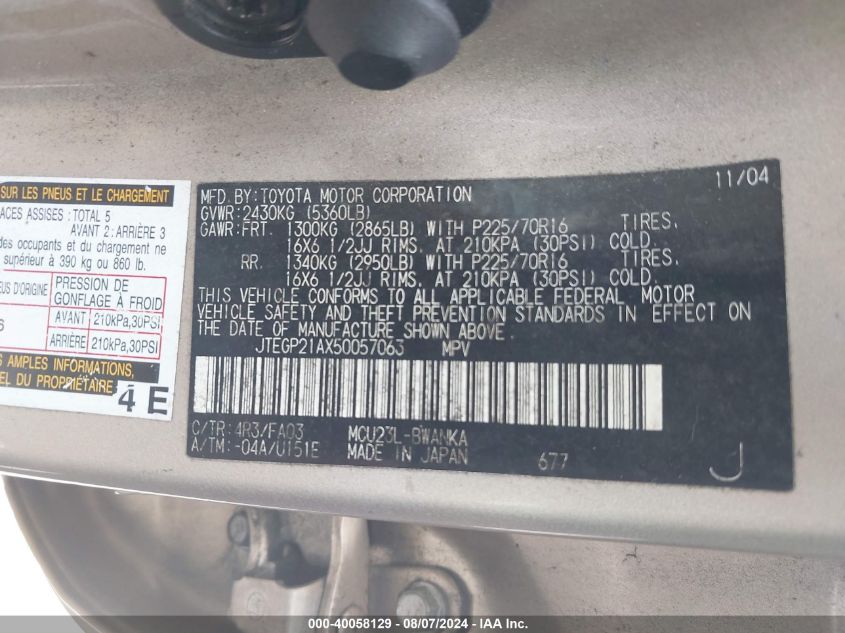 SUR LES PNEUS ET LE CHARGEMENT
ACES ASSISES : TOTAL 5
AVANT 2 : ARRIÈRE 3
des occupants et du chargement ne
supérieur à 390 kg ou 860 lb.
US D'ORIGINE
PRESSION DE
GONFLAGE À FROID
AVANT 210kPa,30PSI
ARRIÈRE 210kPa,30PSI
S AMPLES INFORMATIONS,
EL DU PROPRIÉTAIRE
4 E
11/04
MFD. BY: TOYOTA MOTOR CORPORATION
GVWR: 2430KG (5360LB)
GAWR: FRT. 1300KG (2865LB) WITH P225/70R16 TIRES.
16X6 1/2JJ RIMS. AT 210KPA (30PSI) COLD.
RR. 1340KG (2950LB) WITH P225/70R16 TIRES.
16X6 1/2JJ RIMS. AT 210KPA (30PSI) COLD.
THIS VEHICLE CONFORMS TO ALL APPLICABLE FEDERAL MOTOR
VEHICLE SAFETY AND THEFT PREVENTION STANDARDS IN EFFECT ON
THE DATE OF MANUFACTURE SHOWN ABOVE.
JTEGP21AX50057063 MPV
C/TR: 4R3/FA03 MCU23L-BWANKA
A/TM: -04A/U151E MADE IN JAPAN 677
J
000-40058129 - 08/07/2024 - IAA Inc.